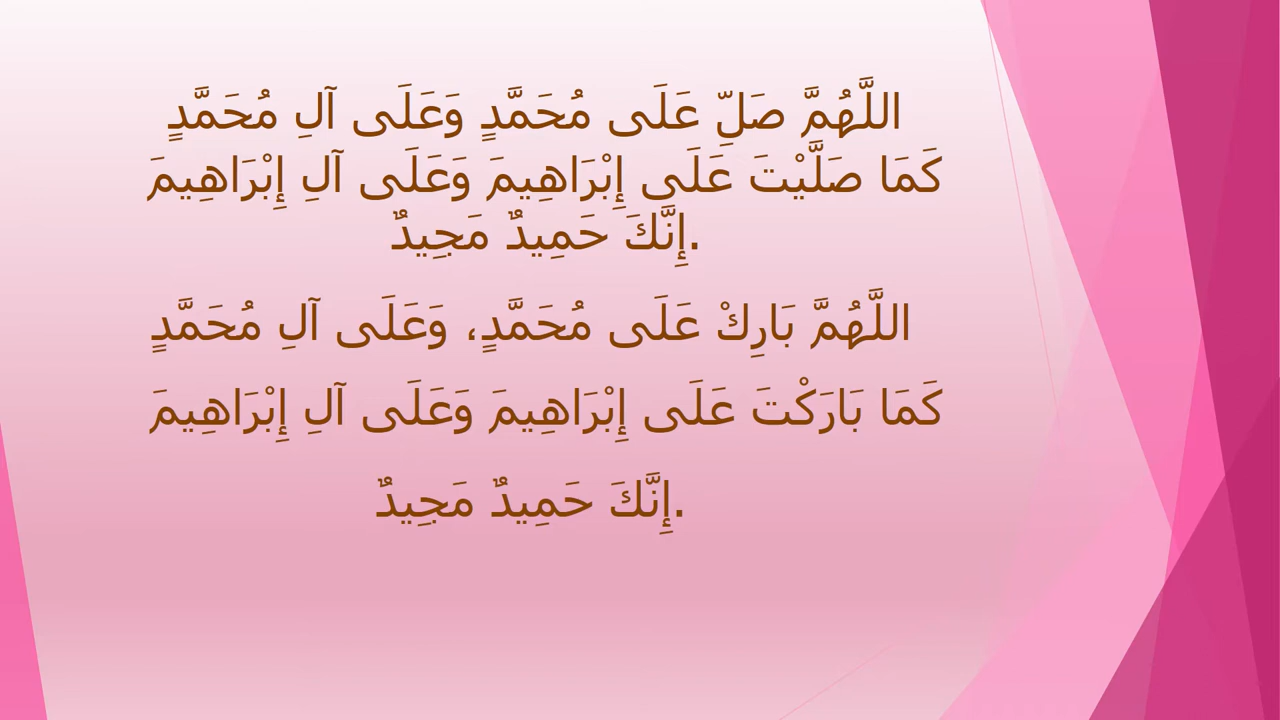 اللَّهُمَّ صَلِّ عَلَى مُحَمَّدٍ وَعَلَى آلِ مُحَمَّدٍ
كَمَا صَلَّيْتَ عَلَى إِبْرَاهِيمَ وَعَلَى آلِ إِبْرَاهِيمَ
إِنَّكَ حَمِيدٌ مَجِيدٌ.
اللَّهُمَّ بَارِكْ عَلَى مُحَمَّدٍ، وَعَلَى آلِ مُحَمَّدٍ
كَمَا بَارَكْتَ عَلَى إِبْرَاهِيمَ وَعَلَى آلِ إِبْرَاهِيمَ
إِنَّكَ حَمِيدٌ مَجِيدٌ.